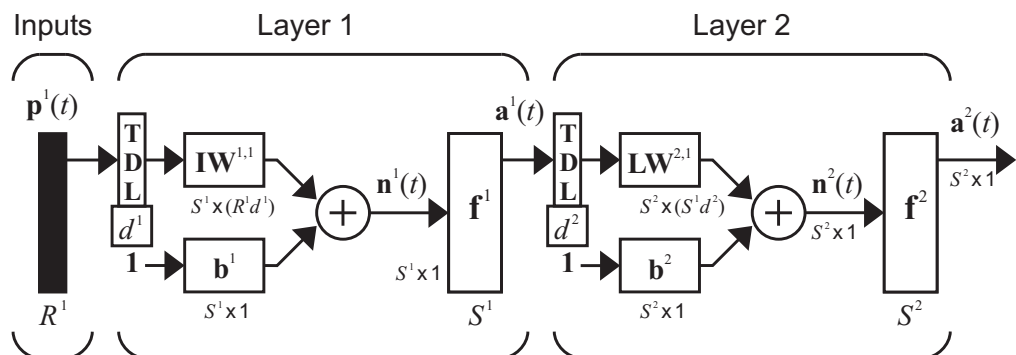 Inputs
Layer 1
Layer 2
p¹(t)
a¹(t)
a²(t)
TDL
IW¹,¹
n¹(t)
f¹
TDL
LW²,¹
n²(t)
f²
S² x 1
S¹ x (R¹d¹)
S² x (S¹d²)
d¹
d²
S² x 1
1
b¹
S¹ x 1
1
b²
R¹
S¹ x 1
S¹
S² x 1
S²